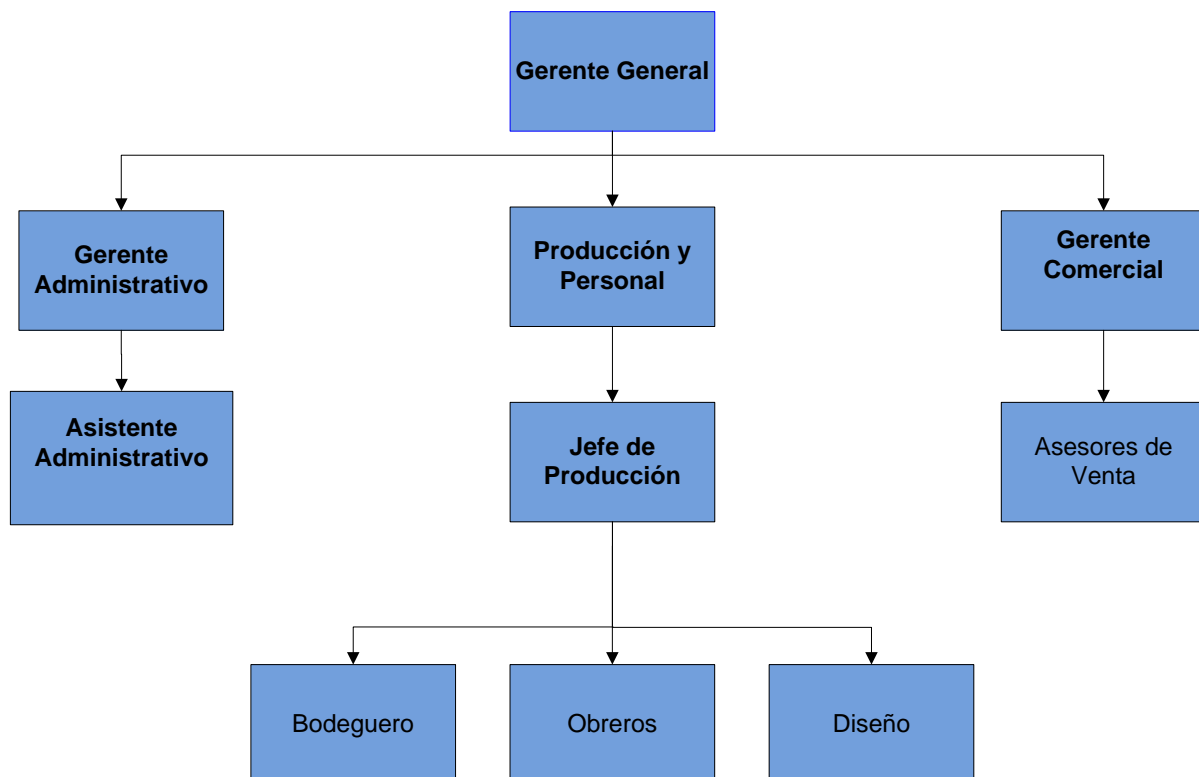 Gerente General
Gerente
Administrativo
Producción y
Personal
Gerente
Comercial
Asistente
Administrativo
Jefe de
Producción
Asesores de
Venta
Bodeguero
Obreros
Diseño